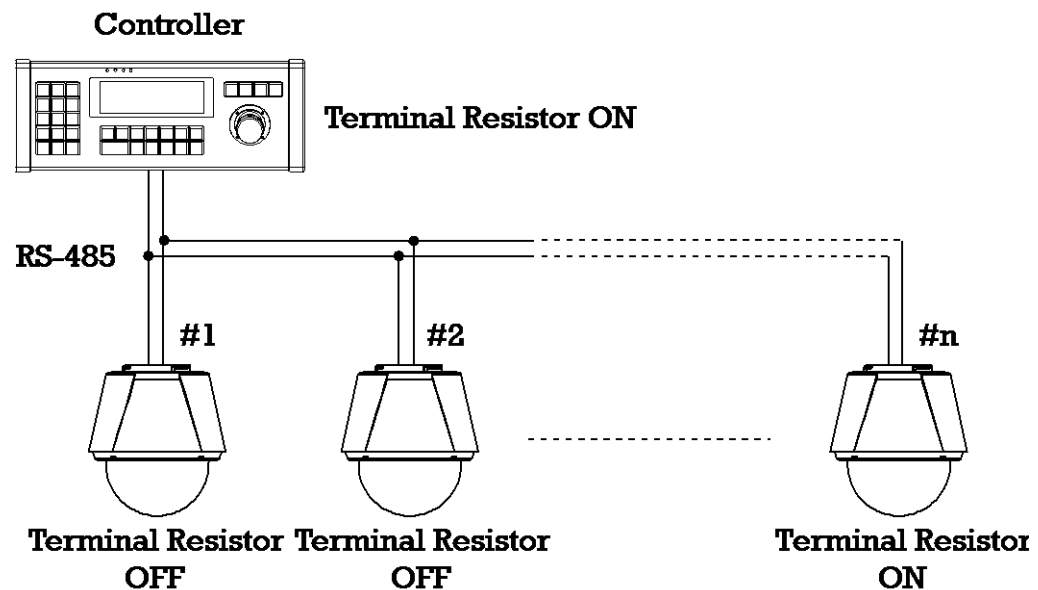 Controller
Terminal Resistor ON
RS-485
#1 #2 #n
Terminal Resistor Terminal Resistor Terminal Resistor
OFF OFF ON